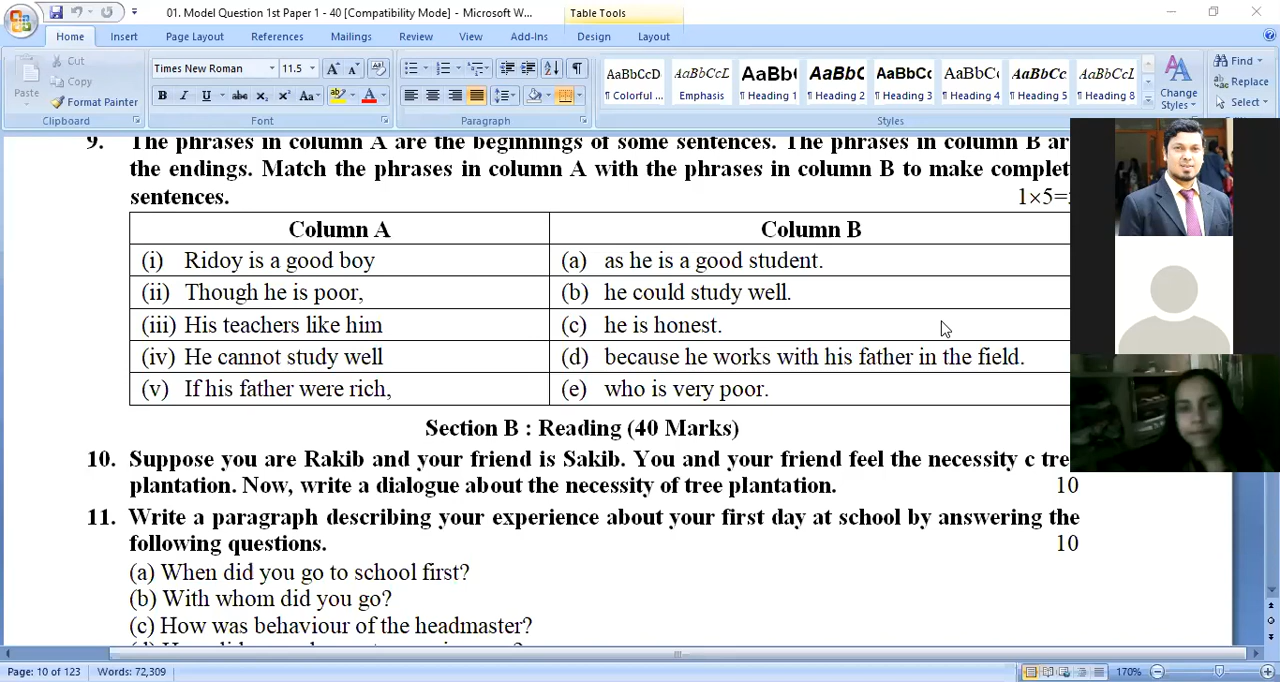 01. Model Question 1st Paper 1 - 40 [Compatibility Mode] - Microsoft W... Table Tools
Home Insert Page Layout References Mailings Review View Add-Ins Design Layout
Cut
Copy
Paste Format Painter
Clipboard
Times New Roman 11.5
Font
Paragraph
AaBbCcD AaBbCcL AaBb( AaBbC AaBbCc AaBbCc AaBbCc AaBbCcL
¶ Colorful ... Emphasis ¶ Heading 1 ¶ Heading 2 ¶ Heading 3 ¶ Heading 4 ¶ Heading 5 ¶ Heading 8
Change Styles
Styles
Find
Replace
Select
9. The phrases in column A are the beginnings of some sentences. The phrases in column B ar
the endings. Match the phrases in column A with the phrases in column B to make complet
sentences. 1×5=
Column A Column B
(i) Ridoy is a good boy (a) as he is a good student.
(ii) Though he is poor, (b) he could study well.
(iii) His teachers like him (c) he is honest.
(iv) He cannot study well (d) because he works with his father in the field.
(v) If his father were rich, (e) who is very poor.
Section B : Reading (40 Marks)
10. Suppose you are Rakib and your friend is Sakib. You and your friend feel the necessity c tre
plantation. Now, write a dialogue about the necessity of tree plantation. 10
11. Write a paragraph describing your experience about your first day at school by answering the
following questions. 10
(a) When did you go to school first?
(b) With whom did you go?
(c) How was behaviour of the headmaster?
Page: 10 of 123 Words: 72,309 170%